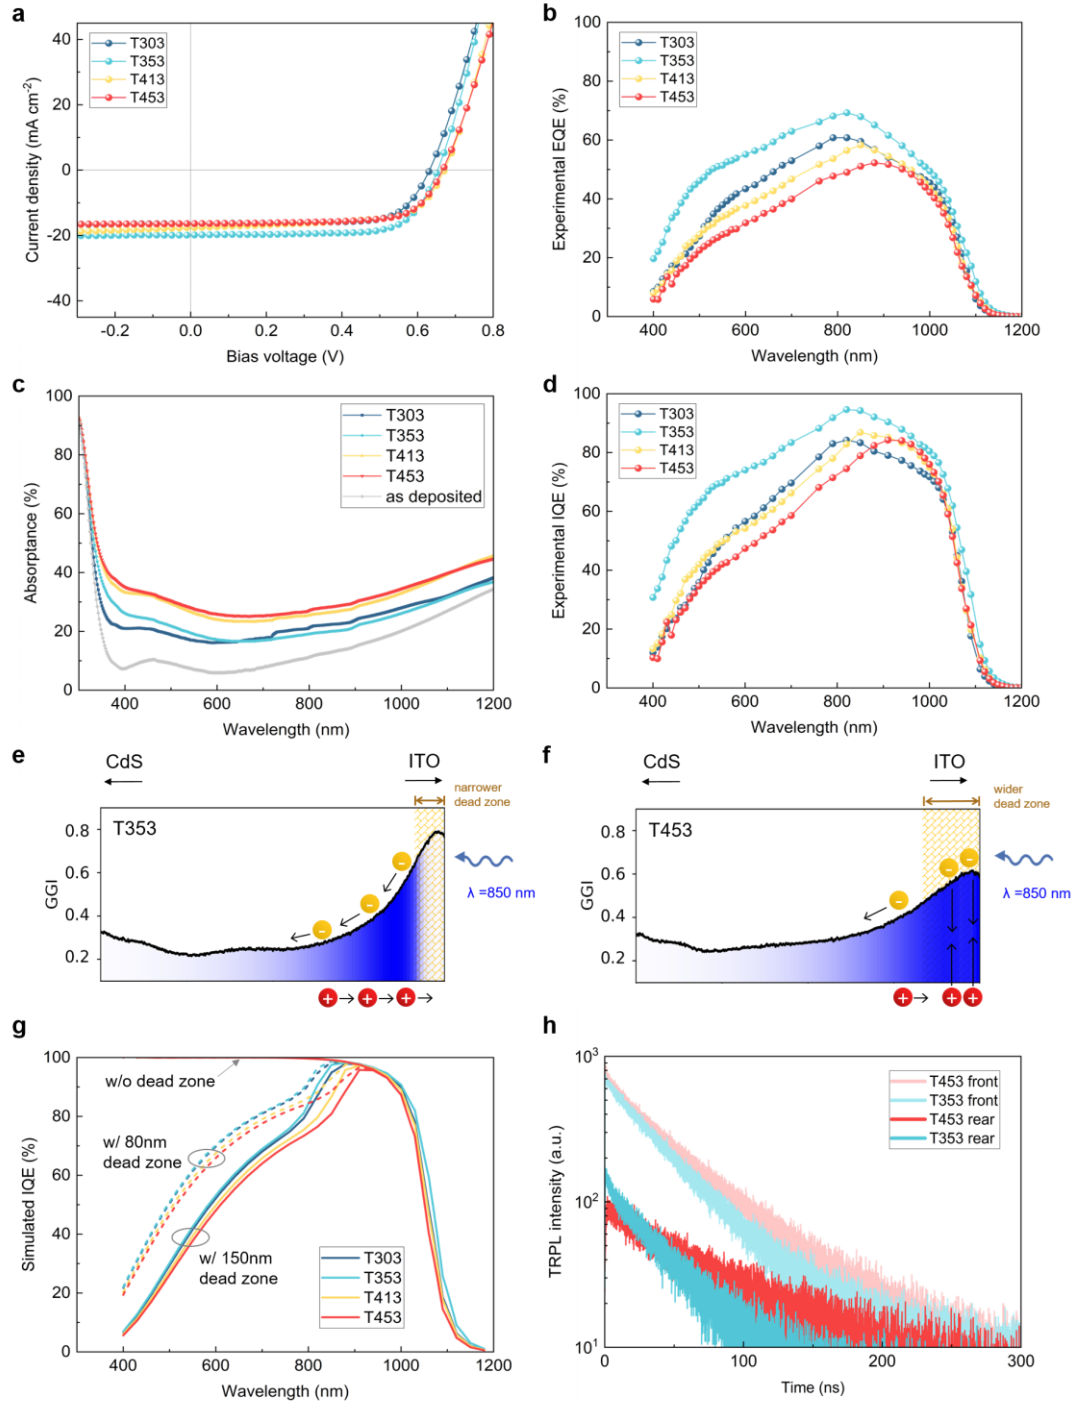 a
Current density (mA cm⁻²)
40
20
0
-20
-40
T303
T353
T413
T453
-0.2
0.0
0.2
0.4
0.6
0.8
Bias voltage (V)
b
Experimental EQE (%)
100
80
60
40
20
0
T303
T353
T413
T453
400
600
800
1000
1200
Wavelength (nm)
c
Absorptance (%)
100
80
60
40
20
0
T303
T353
T413
T453
as deposited
400
600
800
1000
1200
Wavelength (nm)
d
Experimental IQE (%)
100
80
60
40
20
0
T303
T353
T413
T453
400
600
800
1000
1200
Wavelength (nm)
e
CdS
ITO
narrower
dead zone
T353
GGI
0.8
0.6
0.4
0.2
λ =850 nm
f
CdS
ITO
wider
dead zone
T453
GGI
0.8
0.6
0.4
0.2
λ =850 nm
g
Simulated IQE (%)
100
80
60
40
20
0
w/o dead zone
w/ 80nm
dead zone
w/ 150nm
dead zone
T303
T353
T413
T453
400
600
800
1000
1200
Wavelength (nm)
h
TRPL intensity (a.u.)
10³
10²
10¹
T453 front
T353 front
T453 rear
T353 rear
0
100
200
300
Time (ns)